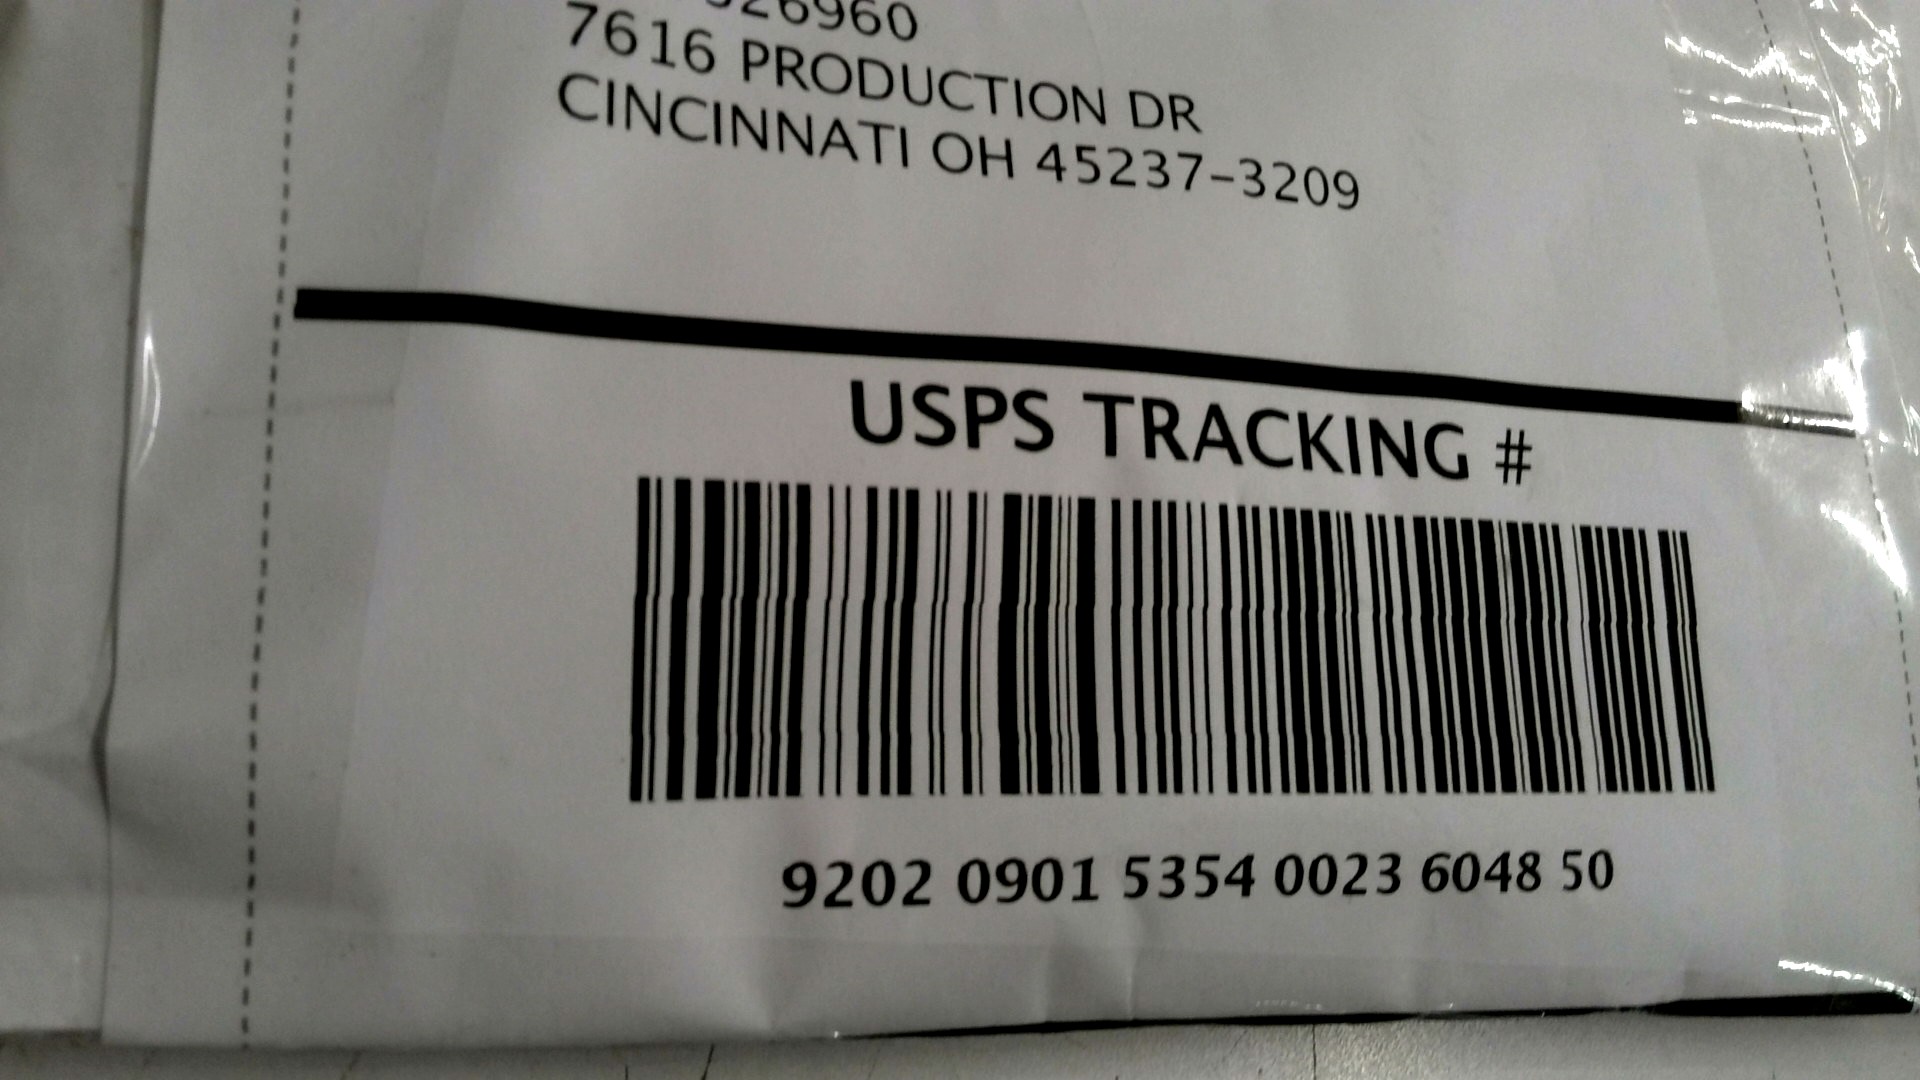 7616 PRODUCTION DR
CINCINNATI OH 45237-3209
USPS TRACKING #
9202 0901 5354 0023 6048 50